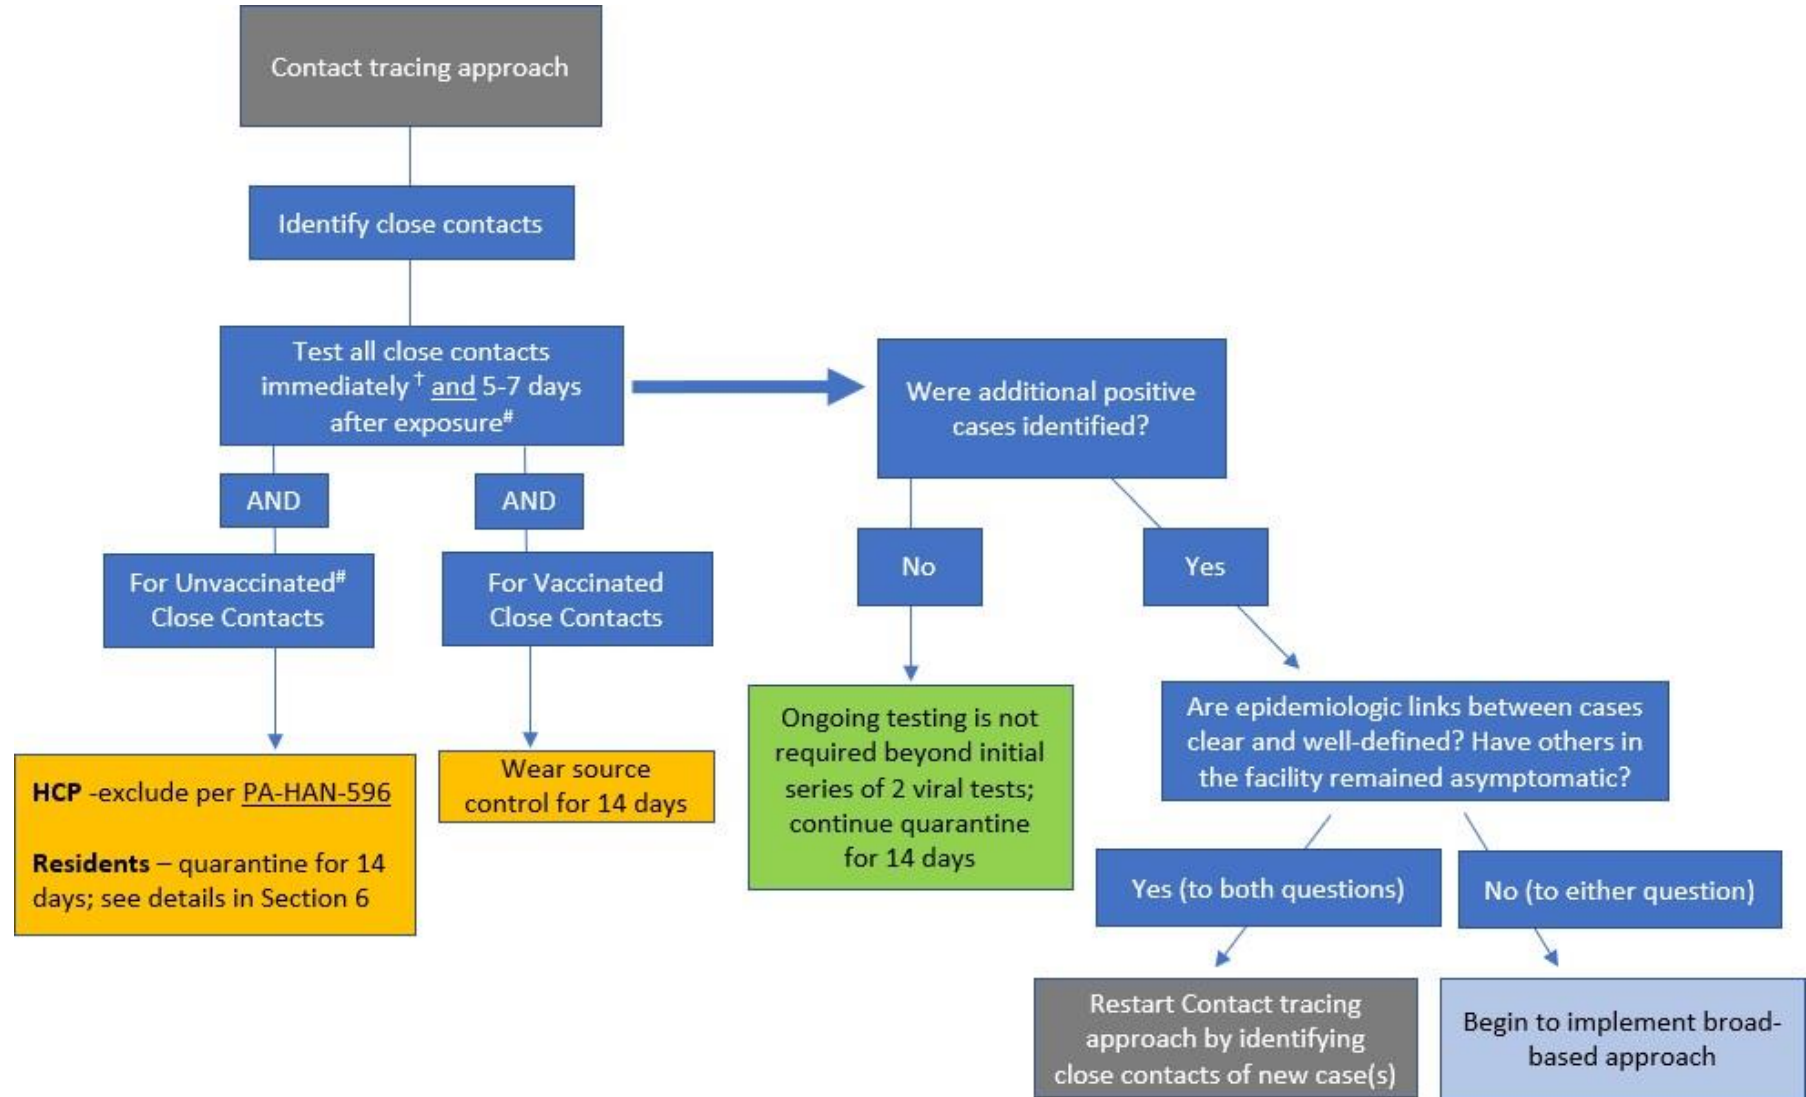 Contact tracing approach
Identify close contacts
Test all close contacts
immediately † and 5-7 days
after exposure#
Were additional positive
cases identified?
AND
AND
No
Yes
For Unvaccinated#
Close Contacts
For Vaccinated
Close Contacts
HCP -exclude per PA-HAN-596
Residents – quarantine for 14
days; see details in Section 6
Wear source
control for 14 days
Ongoing testing is not
required beyond initial
series of 2 viral tests;
continue quarantine
for 14 days
Are epidemiologic links between cases
clear and well-defined? Have others in
the facility remained asymptomatic?
Yes (to both questions)
No (to either question)
Restart Contact tracing
approach by identifying
close contacts of new case(s)
Begin to implement broad-
based approach